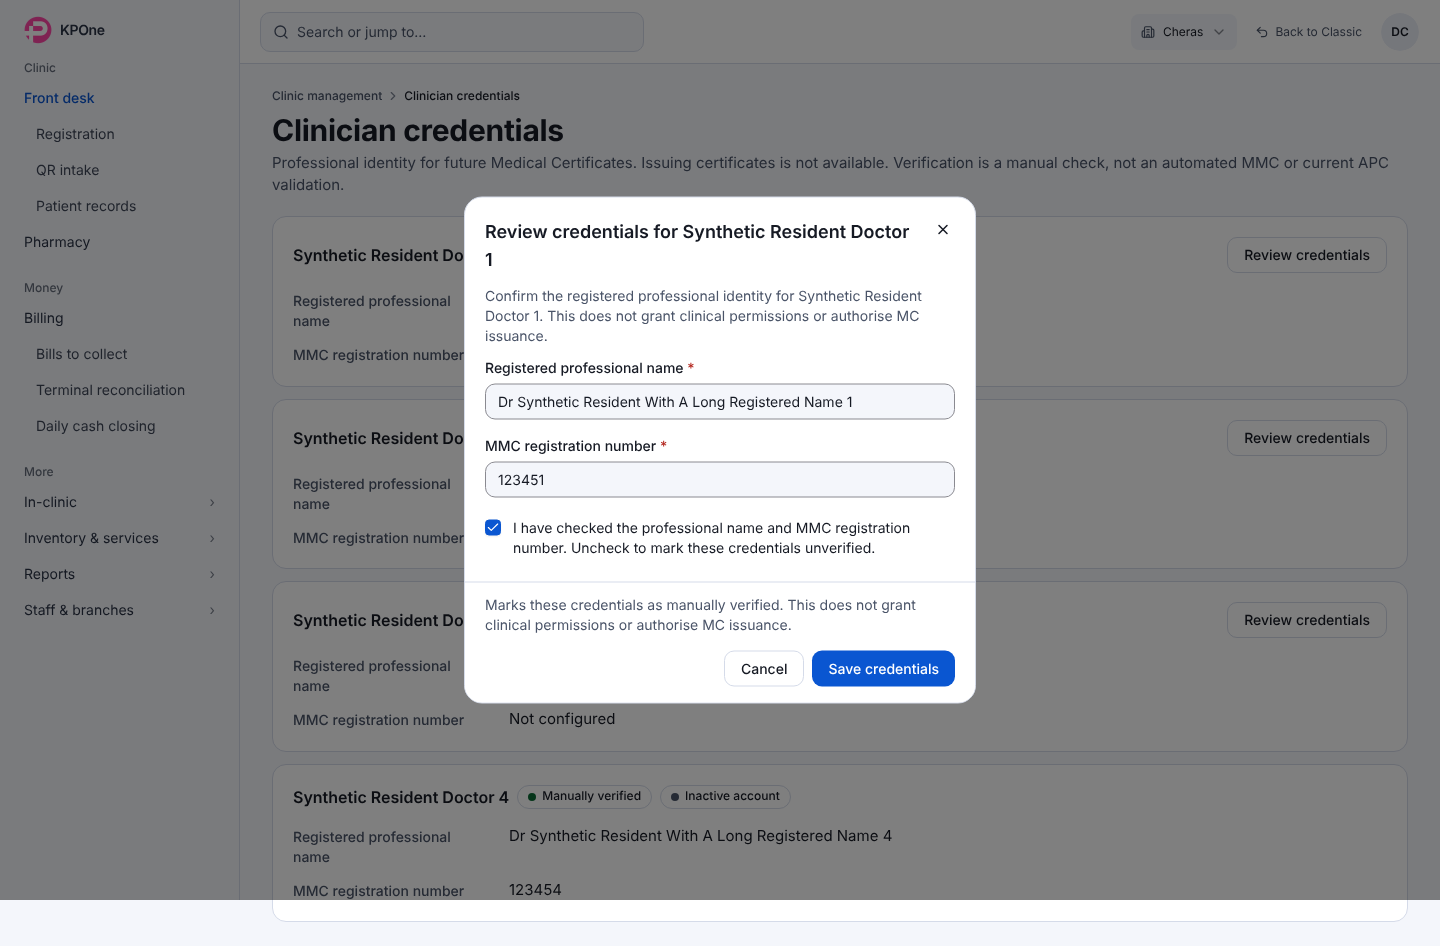 KPOne
Search or jump to...
Cheras
Back to Classic
DC
Clinic
Front desk
Registration
QR intake
Patient records
Pharmacy
Money
Billing
Bills to collect
Terminal reconciliation
Daily cash closing
More
In-clinic
Inventory & services
Reports
Staff & branches
Clinic management > Clinician credentials
Clinician credentials
Professional identity for future Medical Certificates. Issuing certificates is not available. Verification is a manual check, not an automated MMC or current APC
validation.
Synthetic Resident Do
Review credentials
Registered professional
name
MMC registration number
Synthetic Resident Do
Review credentials
Registered professional
name
MMC registration number
Synthetic Resident Do
Review credentials
Registered professional
name
MMC registration number
Not configured
Synthetic Resident Doctor 4
Manually verified
Inactive account
Registered professional
name
Dr Synthetic Resident With A Long Registered Name 4
MMC registration number
123454
Review credentials for Synthetic Resident Doctor
1
Confirm the registered professional identity for Synthetic Resident
Doctor 1. This does not grant clinical permissions or authorise MC
issuance.
Registered professional name *
Dr Synthetic Resident With A Long Registered Name 1
MMC registration number *
123451
I have checked the professional name and MMC registration
number. Uncheck to mark these credentials unverified.
Marks these credentials as manually verified. This does not grant
clinical permissions or authorise MC issuance.
Cancel
Save credentials